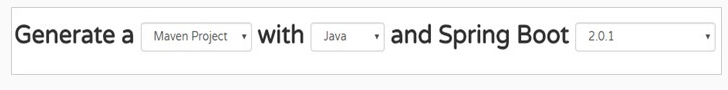 Generate a Maven Project with Java and Spring Boot 2.0.1